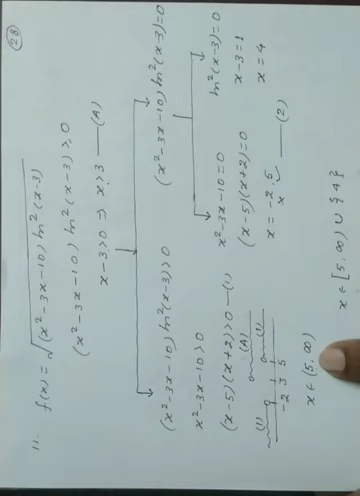 (28)
11. f(x) = √(x²-3x-10) ln²(x-3)
(x²-3x-10) ln²(x-3) ≥ 0
x-3>0 ⇒ x>3 —(A)
(x²-3x-10) ln²(x-3) > 0
x²-3x-10 > 0
(x-5)(x+2) > 0 —(1)
(1) (A) (1)
-2 3 5
x ∈ (5, ∞)
(x²-3x-10) ln²(x-3) = 0
x²-3x-10 = 0
(x-5)(x+2) = 0
x = -2, 5 —(2)
x
ln²(x-3) = 0
x-3 = 1
x = 4
x ∈ [5, ∞) ∪ {4}